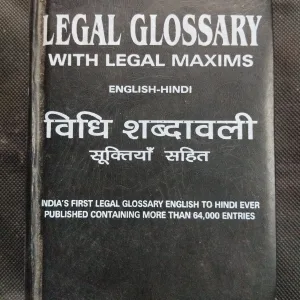 LEGAL GLOSSARY
WITH LEGAL MAXIMS
ENGLISH-HINDI
विधि शब्दावली
सूक्तियाँ सहित
INDIA'S FIRST LEGAL GLOSSARY ENGLISH TO HINDI EVER
PUBLISHED CONTAINING MORE THAN 64,000 ENTRIES